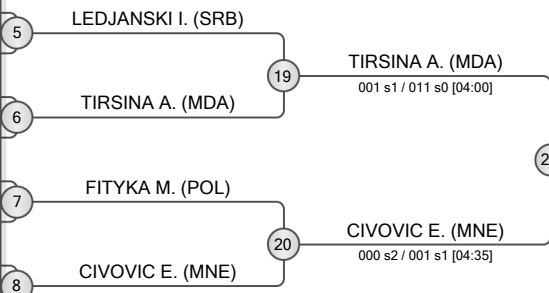 LEDJANSKI I. (SRB)
5
19
TIRSINA A. (MDA)
001 s1 / 011 s0 [04:00]
TIRSINA A. (MDA)
6
FITYKA M. (POL)
7
20
CIVOVIC E. (MNE)
000 s2 / 001 s1 [04:35]
CIVOVIC E. (MNE)
8